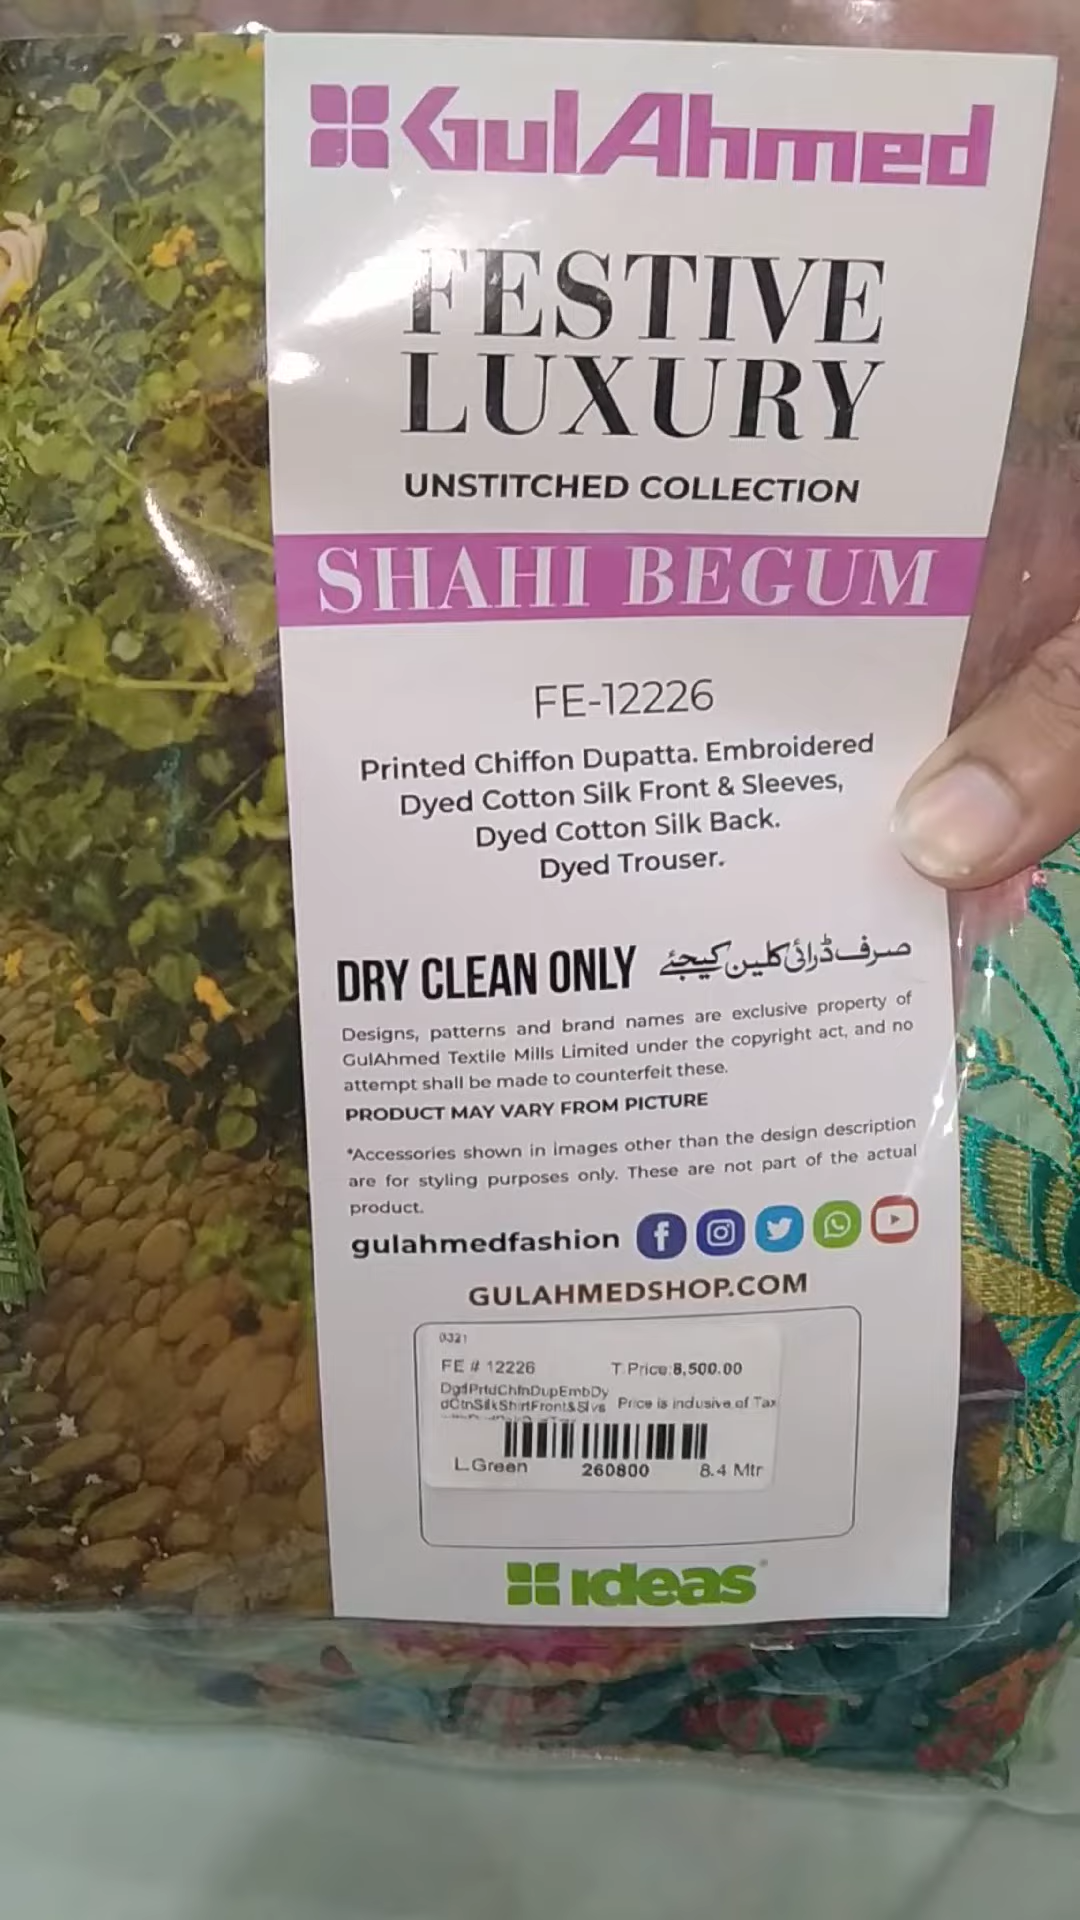 GulAhmed
FESTIVE
LUXURY
UNSTITCHED COLLECTION
SHAHI BEGUM
FE-12226
Printed Chiffon Dupatta. Embroidered
Dyed Cotton Silk Front & Sleeves,
Dyed Cotton Silk Back.
Dyed Trouser.
DRY CLEAN ONLY صرف ڈرائی کلین کیجئے
Designs, patterns and brand names are exclusive property of
GulAhmed Textile Mills Limited under the copyright act, and no
attempt shall be made to counterfeit these.
PRODUCT MAY VARY FROM PICTURE
*Accessories shown in images other than the design description
are for styling purposes only. These are not part of the actual
product.
gulahmedfashion
GULAHMEDSHOP.COM
0321
FE # 12226 T.Price:8,500.00
DgdPrtdChfnDupEmbDy
dCtnSilkShirtFront&Slvs Price is indusive of Tax
L.Green 260800 8.4 Mtr
ideas